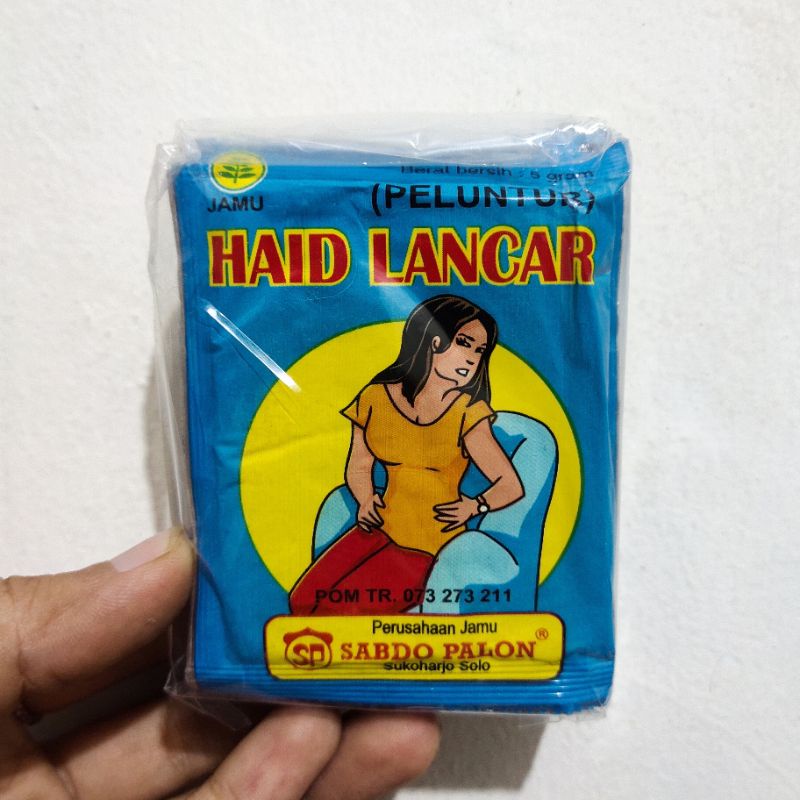 Berat bersih : 5 gram
JAMU
(PELUNTUR)
HAID LANCAR
POM TR. 073 273 211
Perusahaan Jamu
SP SABDO PALON®
Sukoharjo Solo